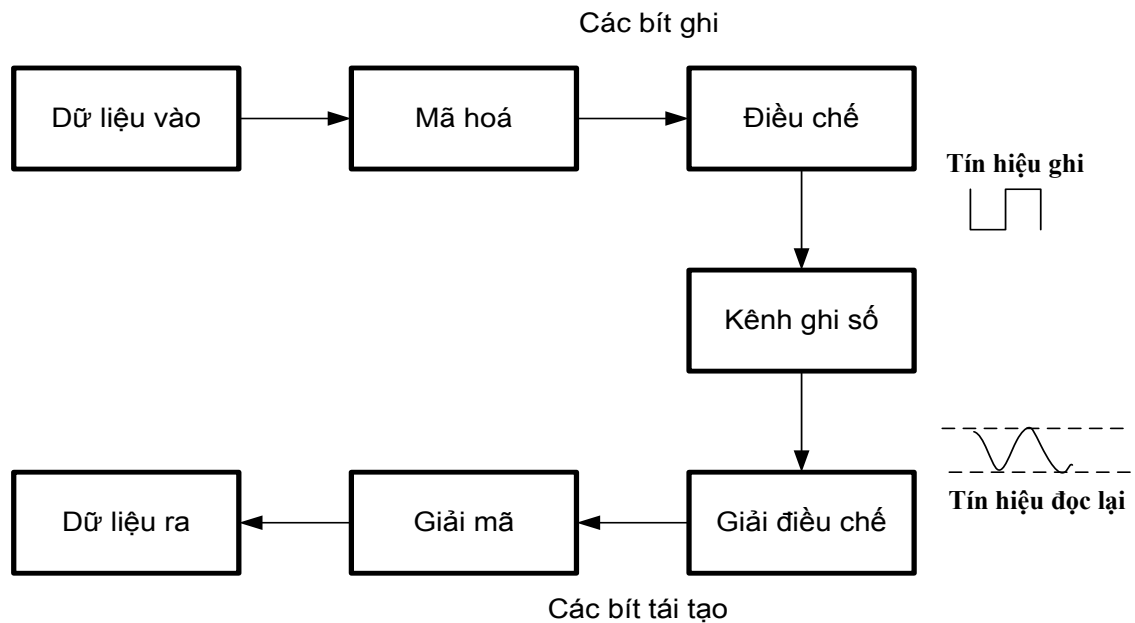 Các bít ghi
Dữ liệu vào
Mã hoá
Điều chế
Tín hiệu ghi
Kênh ghi số
Dữ liệu ra
Giải mã
Giải điều chế
Tín hiệu đọc lại
Các bít tái tạo